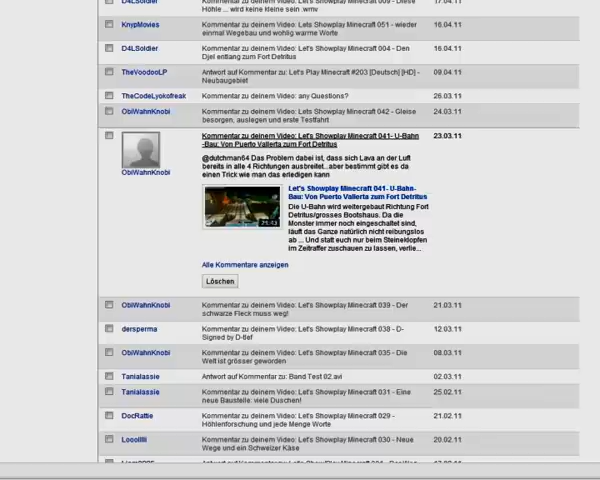 D4LSoldier Kommentar zu deinem Video: Lets Showplay Minecraft 009 - Diese 17.04.11
Höhle ... wird keine kleine sein .wmv
KnypMovies Kommentar zu deinem Video: Lets Showplay Minecraft 051 - wieder 16.04.11
einmal Wegebau und wohlig warme Worte
D4LSoldier Kommentar zu deinem Video: Lets Showplay Minecraft 004 - Den 16.04.11
Djel entlang zum Fort Detritus
TheVoodooLP Antwort auf Kommentar zu: Let's Play Minecraft #203 [Deutsch] [HD] - 09.04.11
Neubaugebiet
TheCodeLyokofreak Kommentar zu deinem Video: any Questions? 26.03.11
ObiWahnKnobi Kommentar zu deinem Video: Lets Showplay Minecraft 042 - Gleise 24.03.11
besorgen, auslegen und erste Testfahrt
Kommentar zu deinem Video: Let's Showplay Minecraft 041- U-Bahn 23.03.11
-Bau: Von Puerto Vallerta zum Fort Detritus
ObiWahnKnobi
@dutchman64 Das Problem dabei ist, dass sich Lava an der Luft
bereits in alle 4 Richtungen ausbreitet...aber bestimmt gibt es da
einen Trick wie man das erledigen kann
Let's Showplay Minecraft 041- U-Bahn-
Bau: Von Puerto Vallerta zum Fort Detritus
Die U-Bahn wird weitergebaut Richtung Fort
Detritus/grosses Bootshaus. Da die
Monster immer noch eingeschaltet sind,
läuft das Ganze natürlich nicht reibungslos
ab ... Und statt euch nur beim Steineklopfen
im Zeitraffer zuschauen zu lassen, verlie...
21:43
Alle Kommentare anzeigen
Löschen
ObiWahnKnobi Kommentar zu deinem Video: Let's Showplay Minecraft 039 - Der 21.03.11
schwarze Fleck muss weg!
dersperma Kommentar zu deinem Video: Let's Showplay Minecraft 038 - D- 12.03.11
Signed by D-tlef
ObiWahnKnobi Kommentar zu deinem Video: Let's Showplay Minecraft 035 - Die 08.03.11
Welt ist grösser geworden
Tanialassie Antwort auf Kommentar zu: Band Test 02.avi 02.03.11
Tanialassie Kommentar zu deinem Video: Let's Showplay Minecraft 031 - Eine 25.02.11
neue Baustelle: viele Duschen!
DocRattie Kommentar zu deinem Video: Let's Showplay Minecraft 029 - 21.02.11
Höhlenforschung und jede Menge Worte
Kommentar zu deinem Video: Let's Showplay Minecraft 030 - Neue 20.02.11
Wege und ein Schweizer Käse